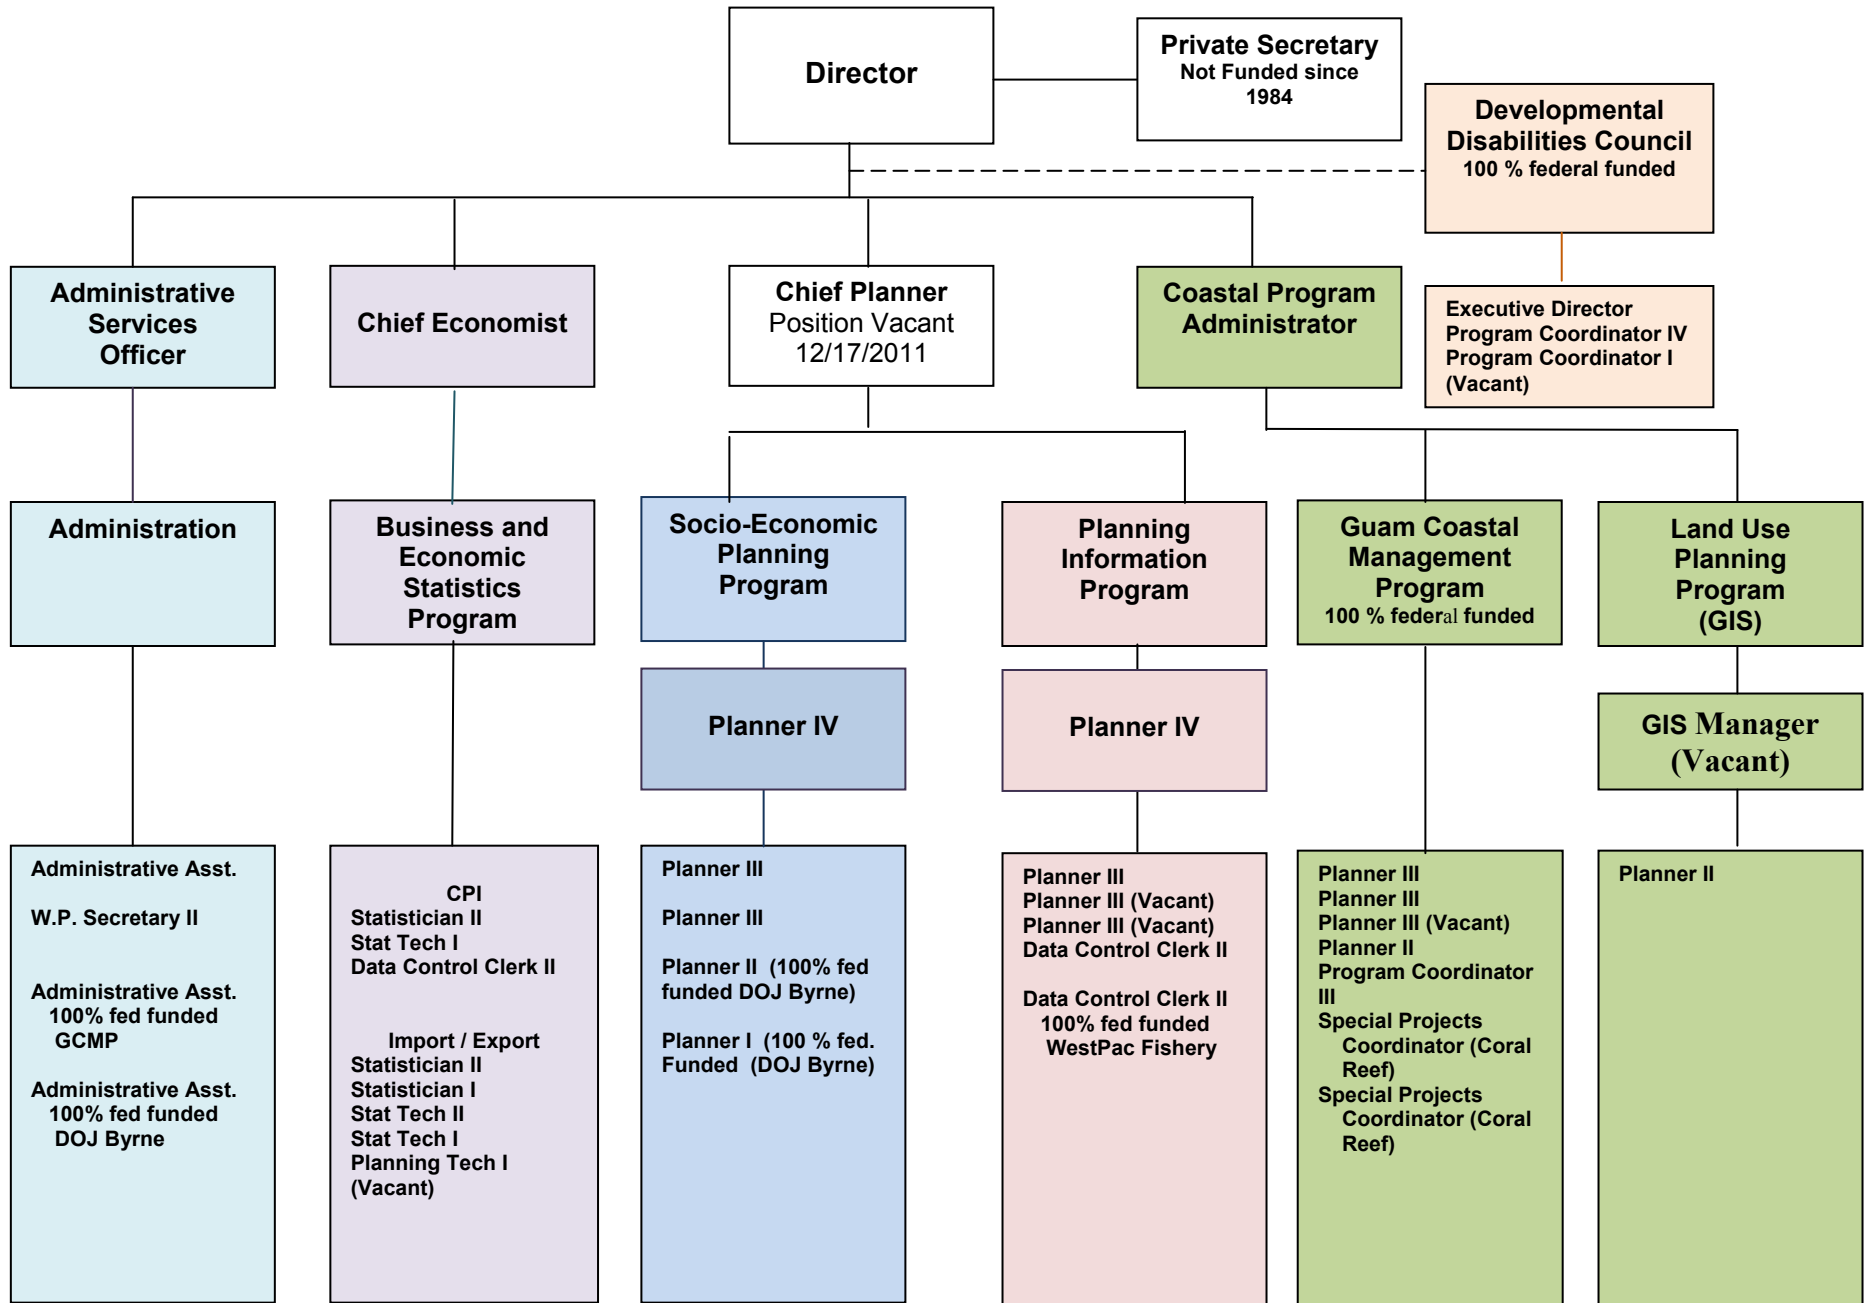 Director
Private Secretary
Not Funded since
1984
Developmental
Disabilities Council
100 % federal funded
Administrative
Services
Officer
Chief Economist
Chief Planner
Position Vacant
12/17/2011
Coastal Program
Administrator
Executive Director
Program Coordinator IV
Program Coordinator I
(Vacant)
Administration
Business and
Economic
Statistics
Program
Socio-Economic
Planning
Program
Planning
Information
Program
Guam Coastal
Management
Program
100 % federal funded
Land Use
Planning
Program
(GIS)
Planner IV
Planner IV
GIS Manager
(Vacant)
Administrative Asst.
W.P. Secretary II
Administrative Asst.
100% fed funded
GCMP
Administrative Asst.
100% fed funded
DOJ Byrne
CPI
Statistician II
Stat Tech I
Data Control Clerk II
Import / Export
Statistician II
Statistician I
Stat Tech II
Stat Tech I
Planning Tech I
(Vacant)
Planner III
Planner III
Planner II (100% fed
funded DOJ Byrne)
Planner I (100 % fed.
Funded (DOJ Byrne)
Planner III
Planner III (Vacant)
Planner III (Vacant)
Data Control Clerk II
Data Control Clerk II
100% fed funded
WestPac Fishery
Planner III
Planner III
Planner III (Vacant)
Planner II
Program Coordinator
III
Special Projects
Coordinator (Coral
Reef)
Special Projects
Coordinator (Coral
Reef)
Planner II